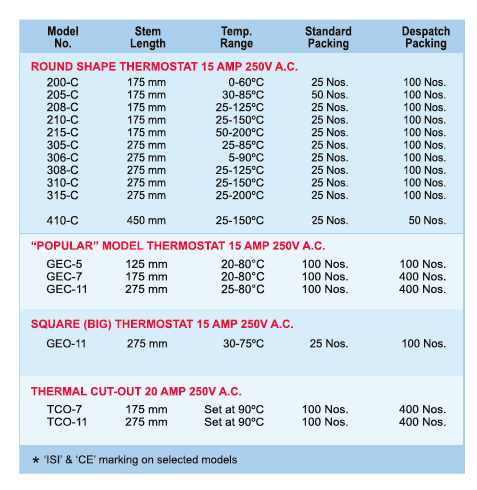 Model No. Stem Length Temp. Range Standard Packing Despatch Packing
ROUND SHAPE THERMOSTAT 15 AMP 250V A.C.
200-C 175 mm 0-60ºC 25 Nos. 100 Nos.
205-C 175 mm 30-85ºC 50 Nos. 100 Nos.
208-C 175 mm 25-125ºC 25 Nos. 100 Nos.
210-C 175 mm 25-150ºC 25 Nos. 100 Nos.
215-C 175 mm 50-200ºC 25 Nos. 100 Nos.
305-C 275 mm 25-85ºC 25 Nos. 100 Nos.
306-C 275 mm 5-90ºC 25 Nos. 100 Nos.
308-C 275 mm 25-125ºC 25 Nos. 100 Nos.
310-C 275 mm 25-150ºC 25 Nos. 100 Nos.
315-C 275 mm 25-200ºC 25 Nos. 100 Nos.
410-C 450 mm 25-150ºC 25 Nos. 50 Nos.
“POPULAR” MODEL THERMOSTAT 15 AMP 250V A.C.
GEC-5 125 mm 20-80°C 100 Nos. 100 Nos.
GEC-7 175 mm 20-80°C 100 Nos. 400 Nos.
GEC-11 275 mm 25-80°C 100 Nos. 400 Nos.
SQUARE (BIG) THERMOSTAT 15 AMP 250V A.C.
GEO-11 275 mm 30-75ºC 25 Nos. 100 Nos.
THERMAL CUT-OUT 20 AMP 250V A.C.
TCO-7 175 mm Set at 90ºC 100 Nos. 400 Nos.
TCO-11 275 mm Set at 90ºC 100 Nos. 400 Nos.
* ‘ISI’ & ‘CE’ marking on selected models